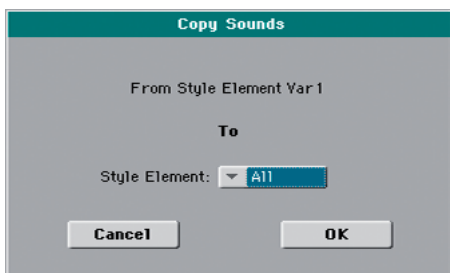 Copy Sounds
From Style Element Var1
To
Style Element: All
Cancel OK